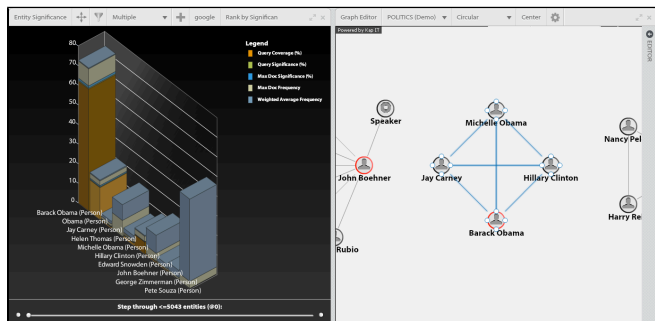 Entity Significance
Multiple
google
Rank by Significan
Graph Editor
POLITICS (Demo)
Circular
Center
Powered by Kap IT
EDITOR
Legend
Query Coverage (%)
Query Significance (%)
Max Doc Significance (%)
Max Doc Frequency
Weighted Average Frequency
80
70
60
50
40
30
20
10
0
Barack Obama (Person)
Obama (Person)
Jay Carney (Person)
Helen Thomas (Person)
Michelle Obama (Person)
Hillary Clinton (Person)
Edward Snowden (Person)
John Boehner (Person)
George Zimmerman (Person)
Pete Souza (Person)
Step through <=5043 entities (@0):
Speaker
Michelle Obama
Nancy Pel
John Boehner
Jay Carney
Hillary Clinton
Harry Re
Barack Obama
Rubio